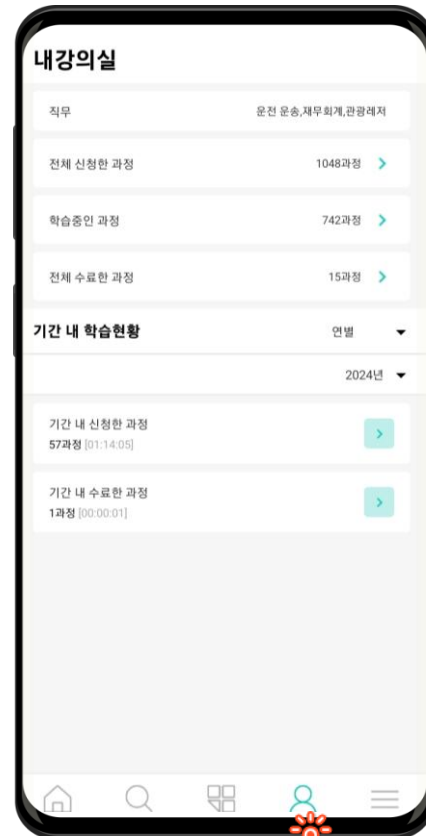 내강의실
직무 운전 운송,재무회계,관광레저
전체 신청한 과정 1048과정
학습중인 과정 742과정
전체 수료한 과정 15과정
기간 내 학습현황 연별
2024년
기간 내 신청한 과정
57과정 [01:14:05]
기간 내 수료한 과정
1과정 [00:00:01]